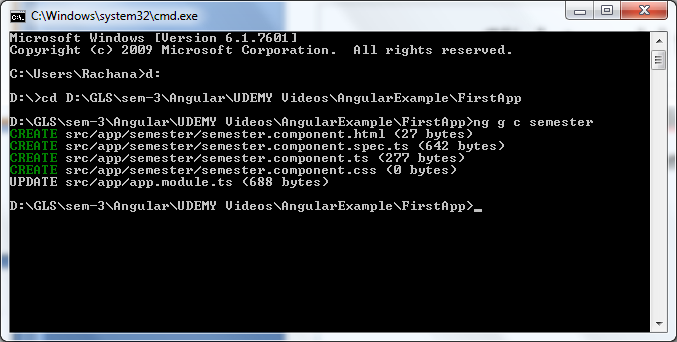 C:\Windows\system32\cmd.exe
Microsoft Windows [Version 6.1.7601]
Copyright (c) 2009 Microsoft Corporation.  All rights reserved.
C:\Users\Rachana>d:
D:\>cd D:\GLS\sem-3\Angular\UDEMY Videos\AngularExample\FirstApp
D:\GLS\sem-3\Angular\UDEMY Videos\AngularExample\FirstApp>ng g c semester
CREATE src/app/semester/semester.component.html (27 bytes)
CREATE src/app/semester/semester.component.spec.ts (642 bytes)
CREATE src/app/semester/semester.component.ts (277 bytes)
CREATE src/app/semester/semester.component.css (0 bytes)
UPDATE src/app/app.module.ts (688 bytes)
D:\GLS\sem-3\Angular\UDEMY Videos\AngularExample\FirstApp>_